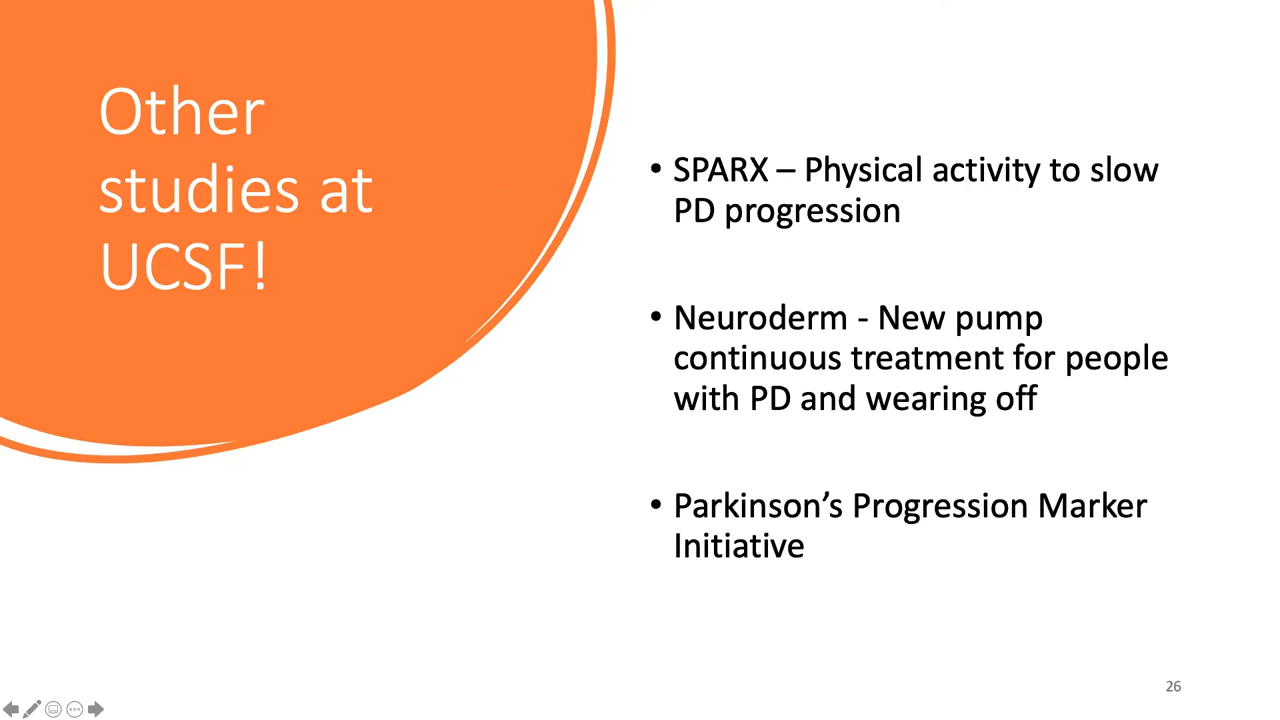 Other
studies at
UCSF!
• SPARX – Physical activity to slow
PD progression
• Neuroderm - New pump
continuous treatment for people
with PD and wearing off
• Parkinson’s Progression Marker
Initiative
26